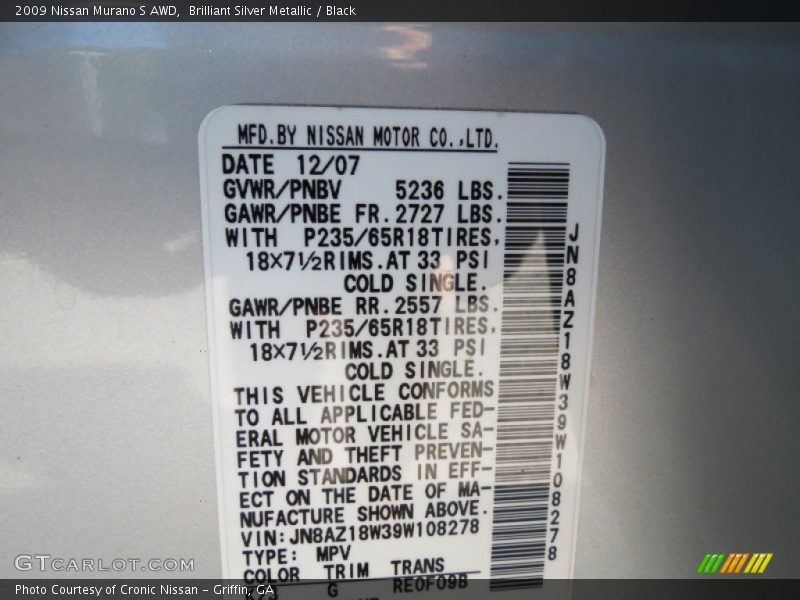 2009 Nissan Murano S AWD, Brilliant Silver Metallic / Black
MFD.BY NISSAN MOTOR CO.,LTD.
DATE 12/07
GVWR/PNBV 5236 LBS.
GAWR/PNBE FR.2727 LBS.
WITH P235/65R18TIRES,
18X7½RIMS.AT 33 PSI
COLD SINGLE.
GAWR/PNBE RR.2557 LBS.
WITH P235/65R18TIRES,
18X7½RIMS.AT 33 PSI
COLD SINGLE.
THIS VEHICLE CONFORMS
TO ALL APPLICABLE FED-
ERAL MOTOR VEHICLE SA-
FETY AND THEFT PREVEN-
TION STANDARDS IN EFF-
ECT ON THE DATE OF MA-
NUFACTURE SHOWN ABOVE.
VIN:JN8AZ18W39W108278
TYPE: MPV
COLOR TRIM TRANS
G RE0F09B
JN8AZ18W39W108278
GTCARLOT.COM
Photo Courtesy of Cronic Nissan - Griffin, GA